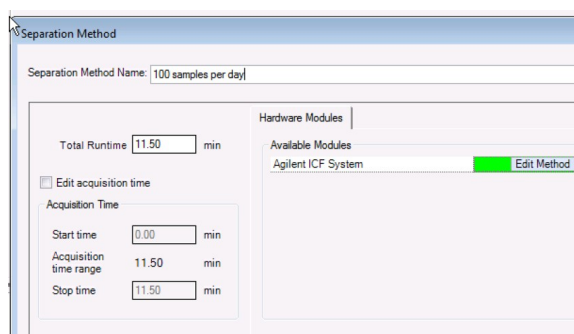 Separation Method
Separation Method Name: 100 samples per day
Hardware Modules
Total Runtime 11.50 min
Available Modules
Agilent ICF System Edit Method
Edit acquisition time
Acquisition Time
Start time 0.00 min
Acquisition time range 11.50 min
Stop time 11.50 min